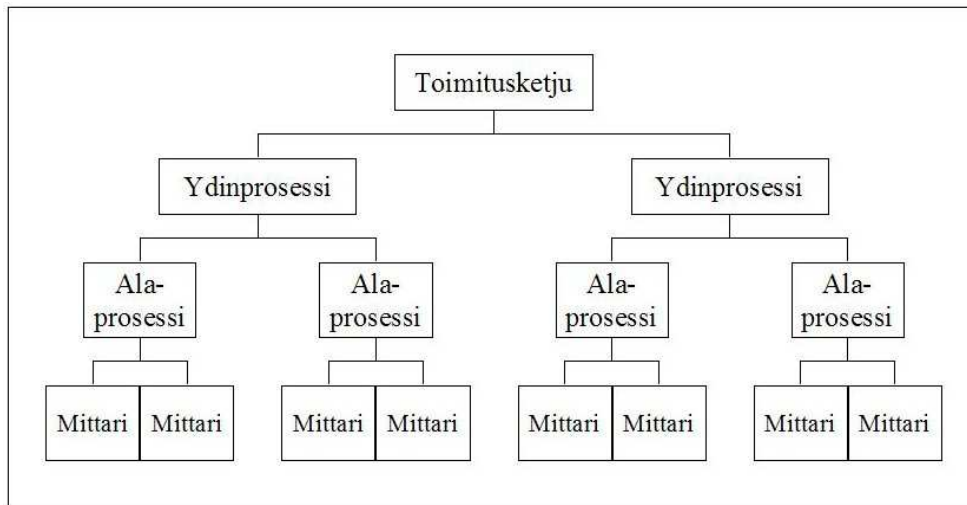 Toimitusketju
Ydinprosessi
Ydinprosessi
Ala-
prosessi
Ala-
prosessi
Ala-
prosessi
Ala-
prosessi
Mittari
Mittari
Mittari
Mittari
Mittari
Mittari
Mittari
Mittari